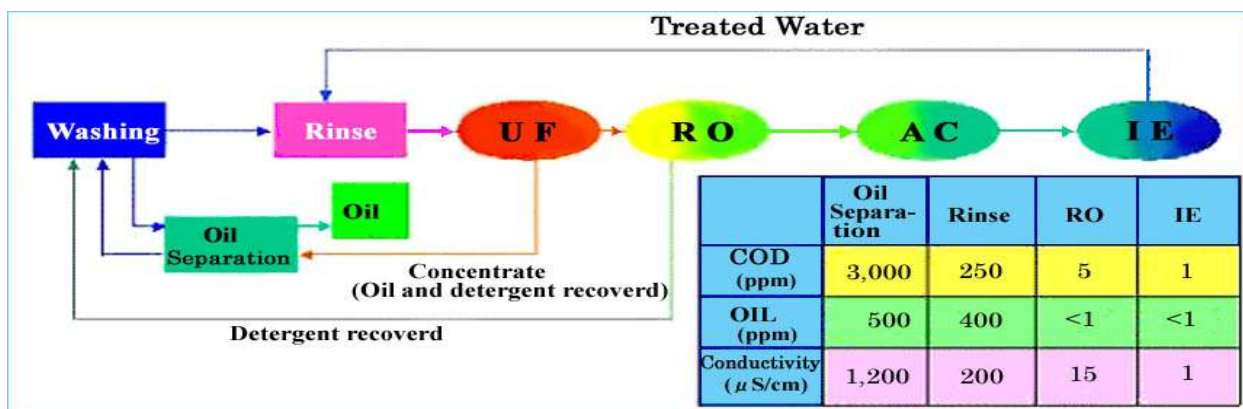 Treated Water
Washing
Rinse
U F
R O
A C
I E
Oil
Separation
Oil
Concentrate
(Oil and detergent recoverd)
Detergent recoverd
Oil
Separa-
tion
Rinse
RO
IE
COD
(ppm)
3,000
250
5
1
OIL
(ppm)
500
400
<1
<1
Conductivity
(μ S/cm)
1,200
200
15
1